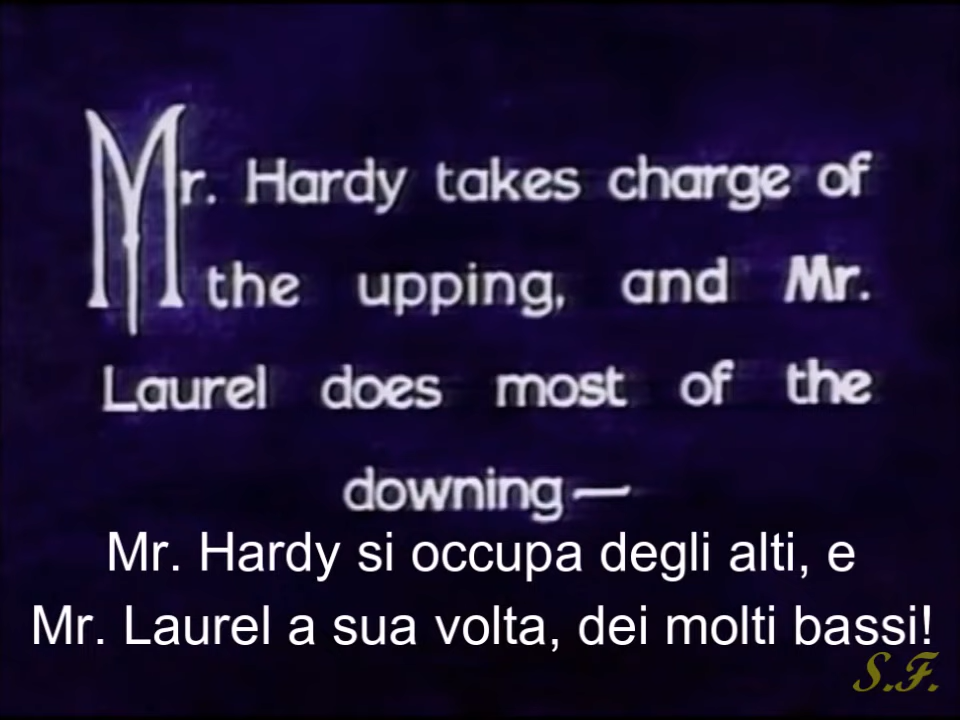 Mr. Hardy takes charge of
the upping, and Mr.
Laurel does most of the
downing—
Mr. Hardy si occupa degli alti, e
Mr. Laurel a sua volta, dei molti bassi!
S.F.